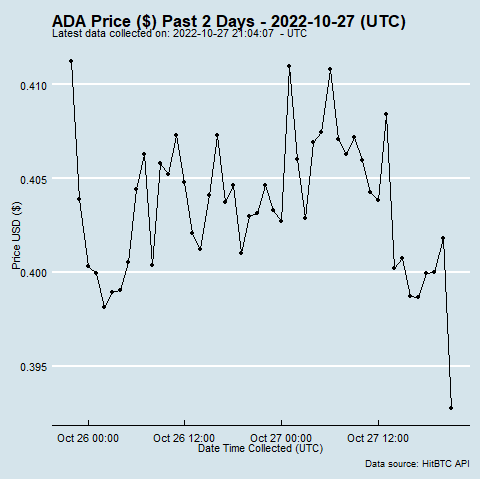 ADA Price ($) Past 2 Days - 2022-10-27 (UTC)
Latest data collected on: 2022-10-27 21:04:07  - UTC
0.410
0.405
0.400
0.395
Price USD ($)
Oct 26 00:00
Oct 26 12:00
Oct 27 00:00
Oct 27 12:00
Date Time Collected (UTC)
Data source: HitBTC API